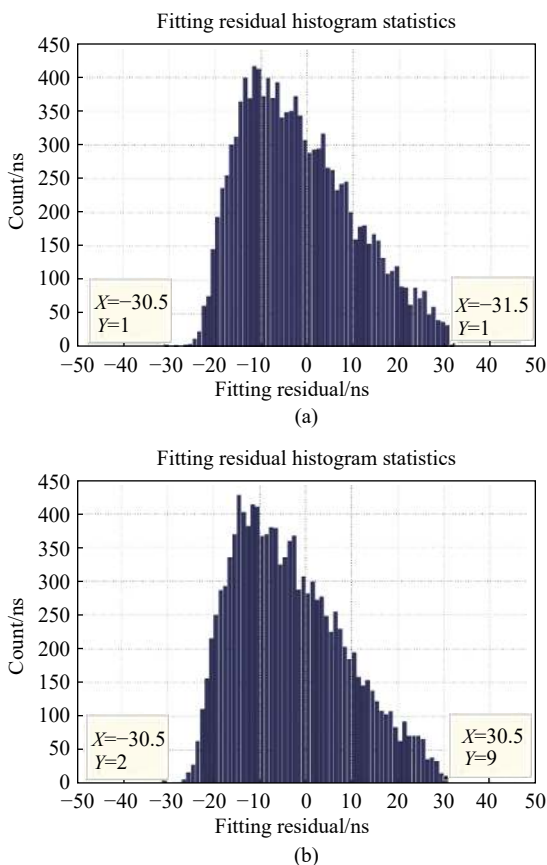 Fitting residual histogram statistics
450
400
350
300
250
200
150
100
50
0
Count/ns
X=−30.5
Y=1
X=−31.5
Y=1
−50 −40 −30 −20 −10 0 10 20 30 40 50
Fitting residual/ns
(a)
Fitting residual histogram statistics
450
400
350
300
250
200
150
100
50
0
Count/ns
X=−30.5
Y=2
X=30.5
Y=9
−50 −40 −30 −20 −10 0 10 20 30 40 50
Fitting residual/ns
(b)